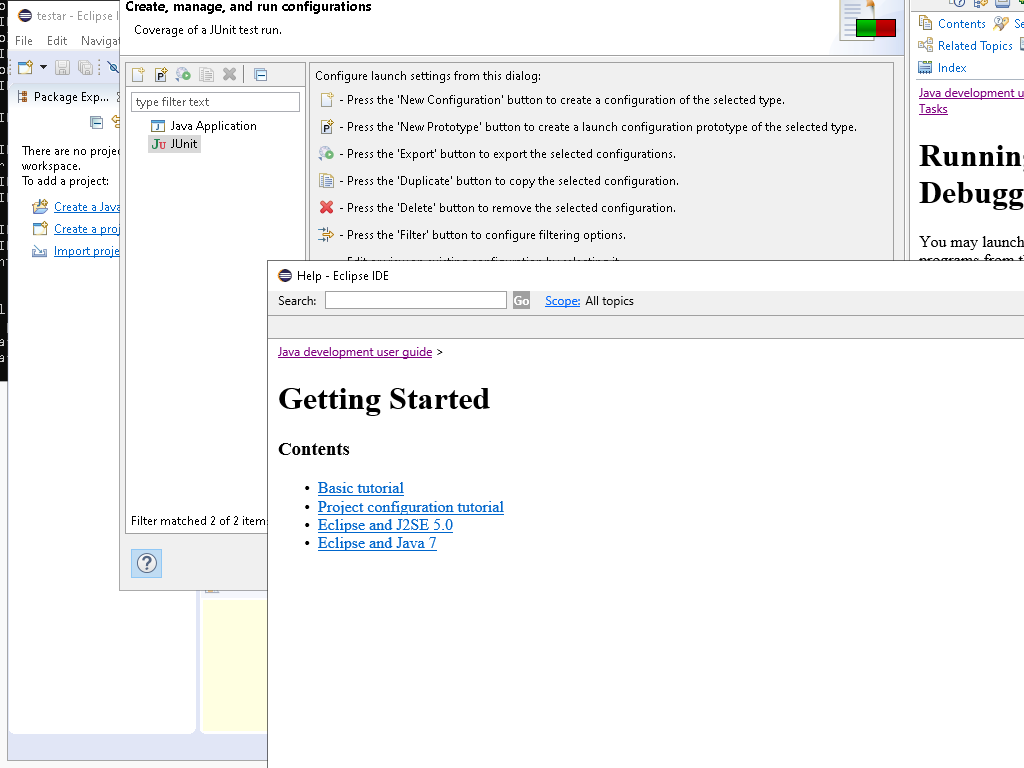 testar - Eclipse I
File Edit Naviga
Package Exp...
There are no projec
workspace.
To add a project:
Create a Java
Create a proj
Import proje
Create, manage, and run configurations
Coverage of a JUnit test run.
type filter text
Java Application
JUnit
Filter matched 2 of 2 item
Configure launch settings from this dialog:
- Press the 'New Configuration' button to create a configuration of the selected type.
- Press the 'New Prototype' button to create a launch configuration prototype of the selected type.
- Press the 'Export' button to export the selected configurations.
- Press the 'Duplicate' button to copy the selected configuration.
- Press the 'Delete' button to remove the selected configuration.
- Press the 'Filter' button to configure filtering options.
Contents Se
Related Topics
Index
Java development u
Tasks
Running
Debugg
You may launch
programs from th
Help - Eclipse IDE
Search: Go Scope: All topics
Java development user guide >
Getting Started
Contents
• Basic tutorial
• Project configuration tutorial
• Eclipse and J2SE 5.0
• Eclipse and Java 7